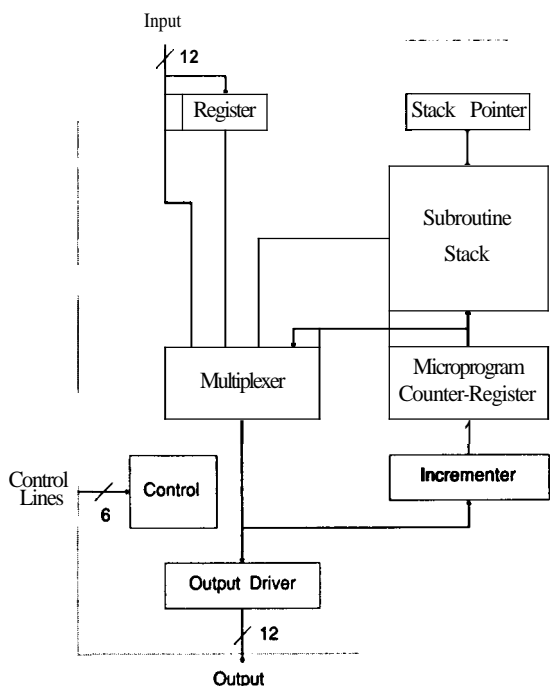 Input
12
Register
Stack Pointer
Subroutine
Stack
Multiplexer
Microprogram
Counter-Register
Control
Lines
6
Control
Incrementer
Output Driver
12
Output